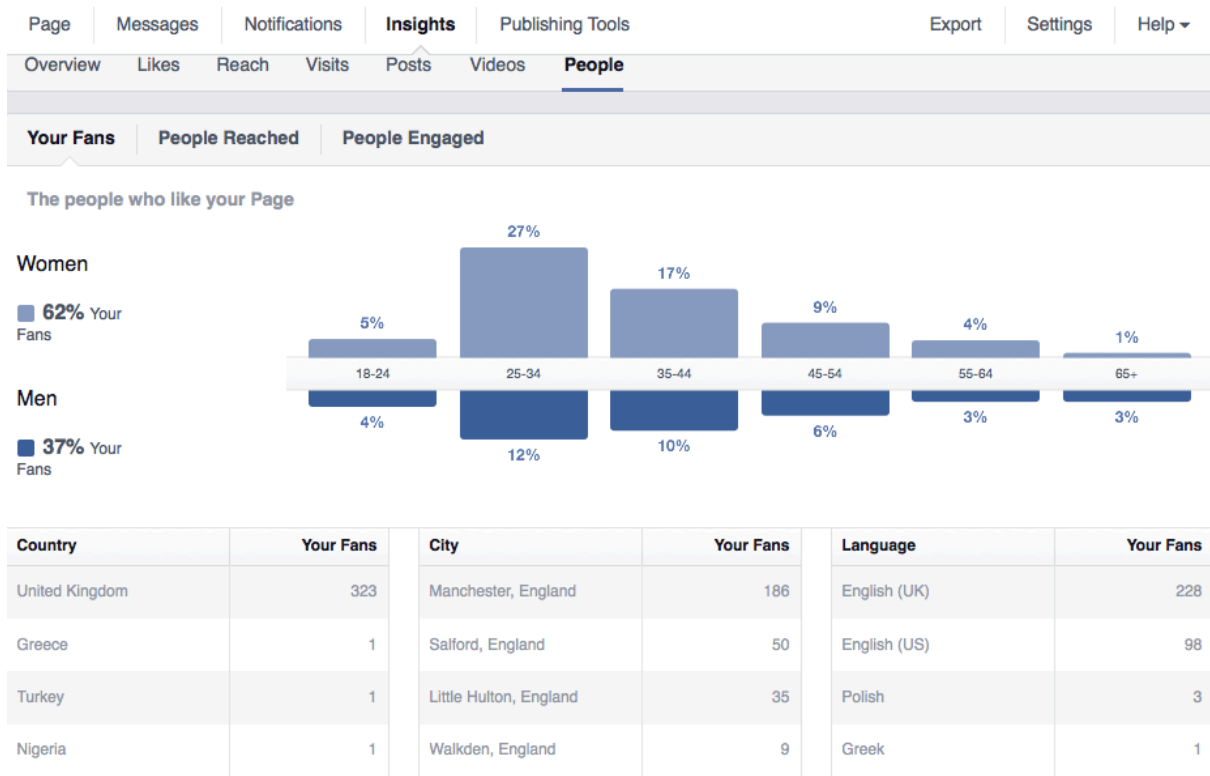 Page Messages Notifications Insights Publishing Tools Export Settings Help
Overview Likes Reach Visits Posts Videos People
Your Fans People Reached People Engaged
The people who like your Page
Women
62% Your
Fans
5% 27% 17% 9% 4% 1%
18-24 25-34 35-44 45-54 55-64 65+
Men
37% Your
Fans
4% 12% 10% 6% 3% 3%
Country Your Fans City Your Fans Language Your Fans
United Kingdom 323 Manchester, England 186 English (UK) 228
Greece 1 Salford, England 50 English (US) 98
Turkey 1 Little Hulton, England 35 Polish 3
Nigeria 1 Walkden, England 9 Greek 1